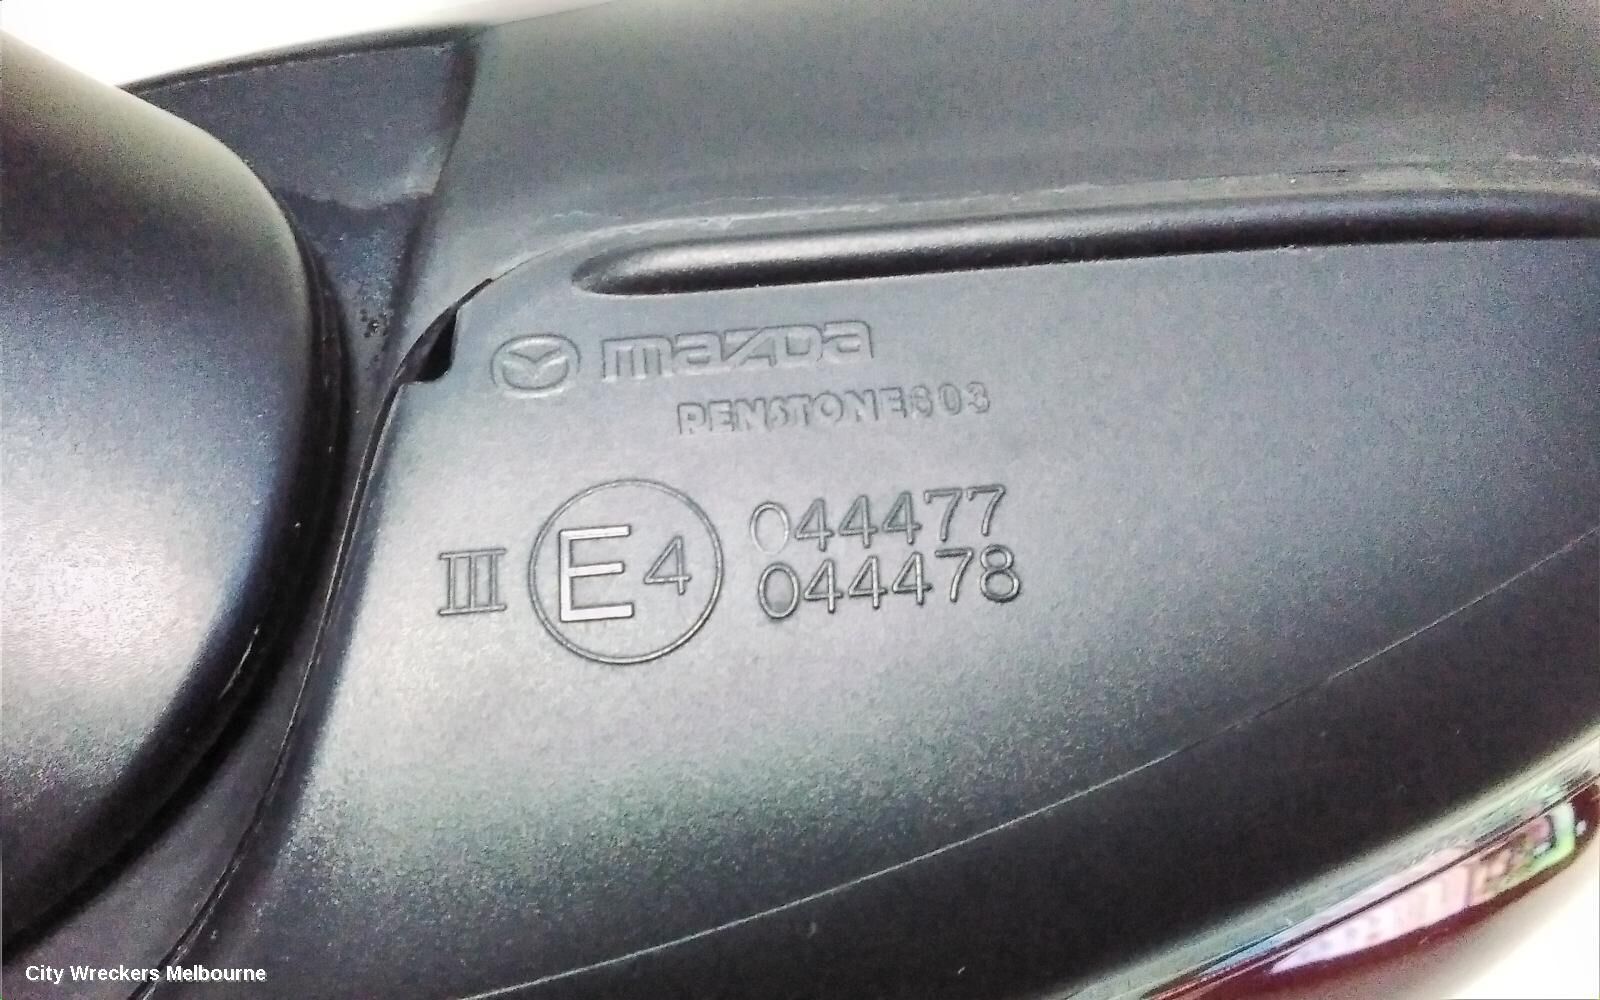 mazda
PENSTONE803
III E4 044477
044478
City Wreckers Melbourne